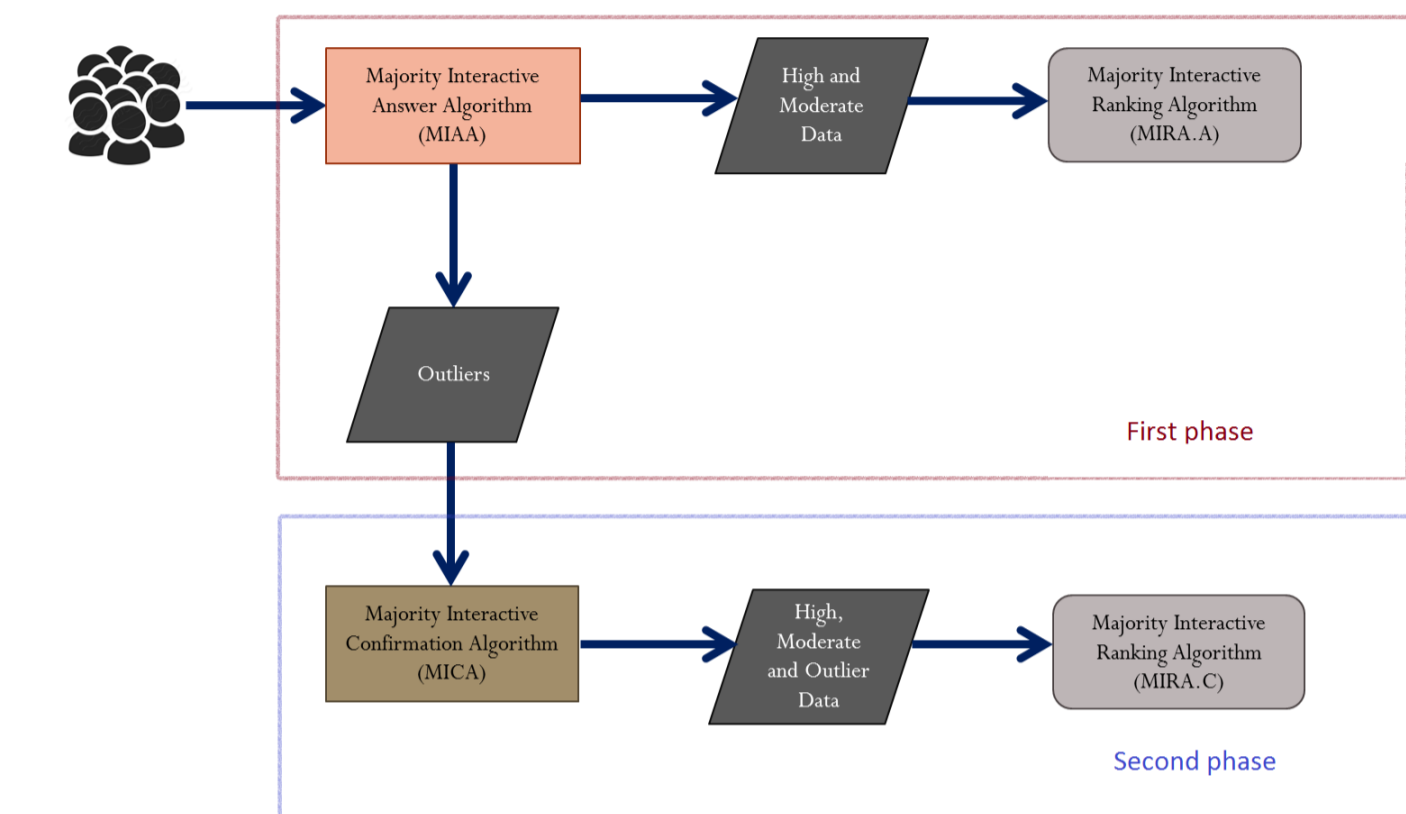 Majority Interactive
Answer Algorithm
(MIAA)
High and
Moderate
Data
Majority Interactive
Ranking Algorithm
(MIRA.A)
Outliers
First phase
Majority Interactive
Confirmation Algorithm
(MICA)
High,
Moderate
and Outlier
Data
Majority Interactive
Ranking Algorithm
(MIRA.C)
Second phase